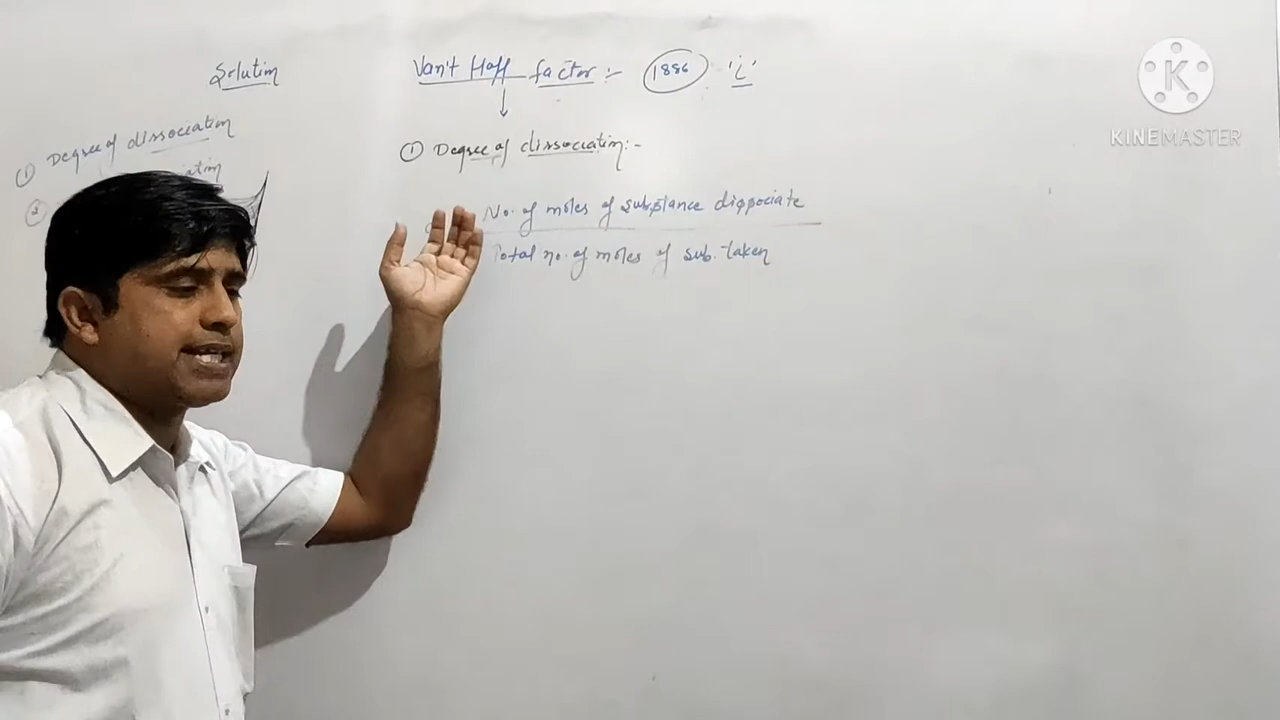 Solution
Van't Hoff factor :- 1886 'i'
① Degree of dissociation
②
① Degree of dissociation:-
No. of moles of substance dissociate
Total no. of moles of sub. taken
KINEMASTER